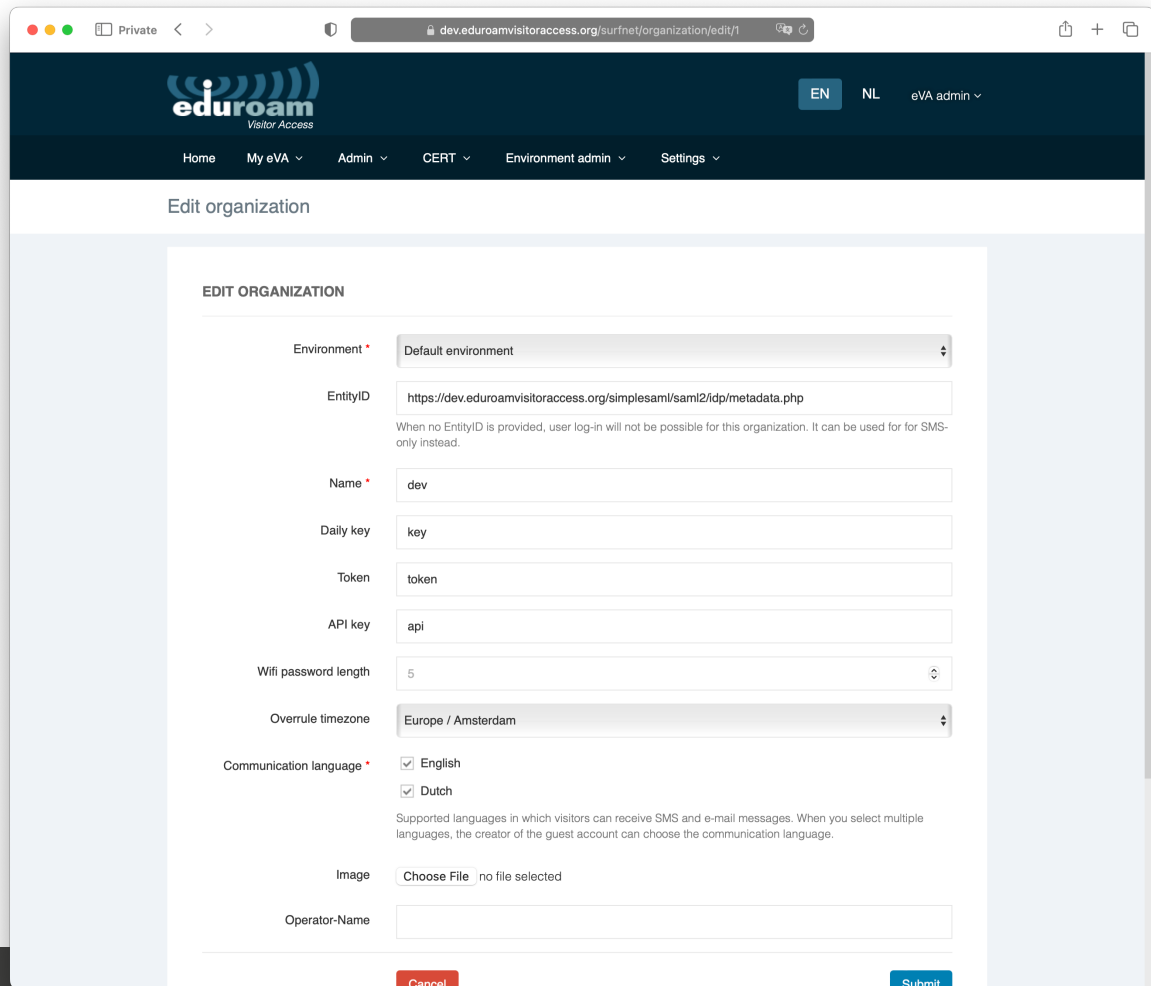 Private
dev.eduroamvisitoraccess.org/surfnet/organization/edit/1
eduroam
Visitor Access
EN NL eVA admin
Home My eVA Admin CERT Environment admin Settings
Edit organization
EDIT ORGANIZATION
Environment * Default environment
EntityID https://dev.eduroamvisitoraccess.org/simplesaml/saml2/idp/metadata.php
When no EntityID is provided, user log-in will not be possible for this organization. It can be used for for SMS-
only instead.
Name * dev
Daily key key
Token token
API key api
Wifi password length 5
Overrule timezone Europe / Amsterdam
Communication language * English
Dutch
Supported languages in which visitors can receive SMS and e-mail messages. When you select multiple
languages, the creator of the guest account can choose the communication language.
Image Choose File no file selected
Operator-Name
Cancel Submit